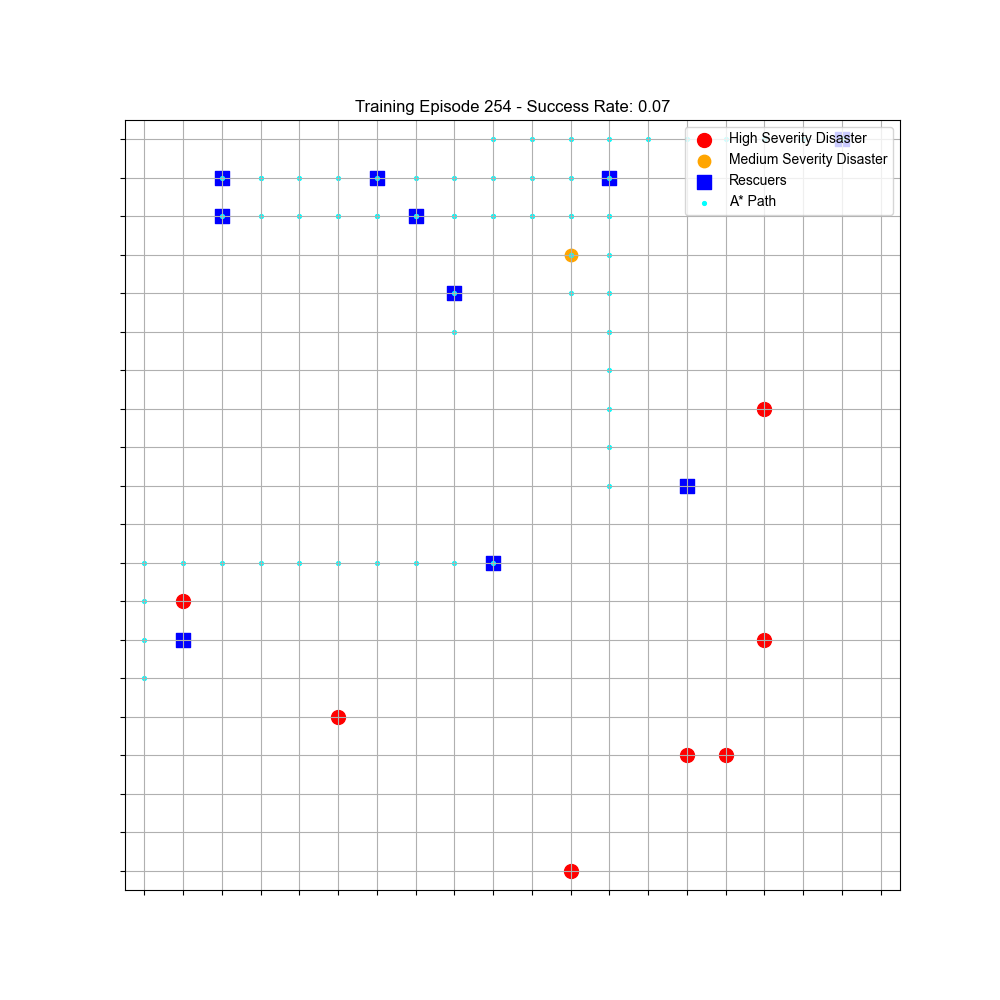 Training Episode 254 - Success Rate: 0.07
High Severity Disaster
Medium Severity Disaster
Rescuers
A* Path